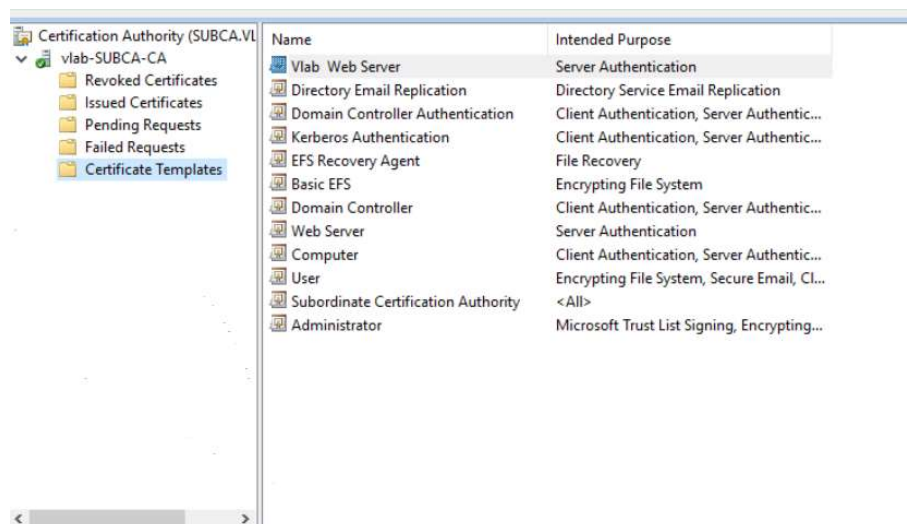 Certification Authority (SUBCA.VL
vlab-SUBCA-CA
Revoked Certificates
Issued Certificates
Pending Requests
Failed Requests
Certificate Templates
Name Intended Purpose
Vlab Web Server Server Authentication
Directory Email Replication Directory Service Email Replication
Domain Controller Authentication Client Authentication, Server Authentic...
Kerberos Authentication Client Authentication, Server Authentic...
EFS Recovery Agent File Recovery
Basic EFS Encrypting File System
Domain Controller Client Authentication, Server Authentic...
Web Server Server Authentication
Computer Client Authentication, Server Authentic...
User Encrypting File System, Secure Email, Cl...
Subordinate Certification Authority <All>
Administrator Microsoft Trust List Signing, Encrypting...